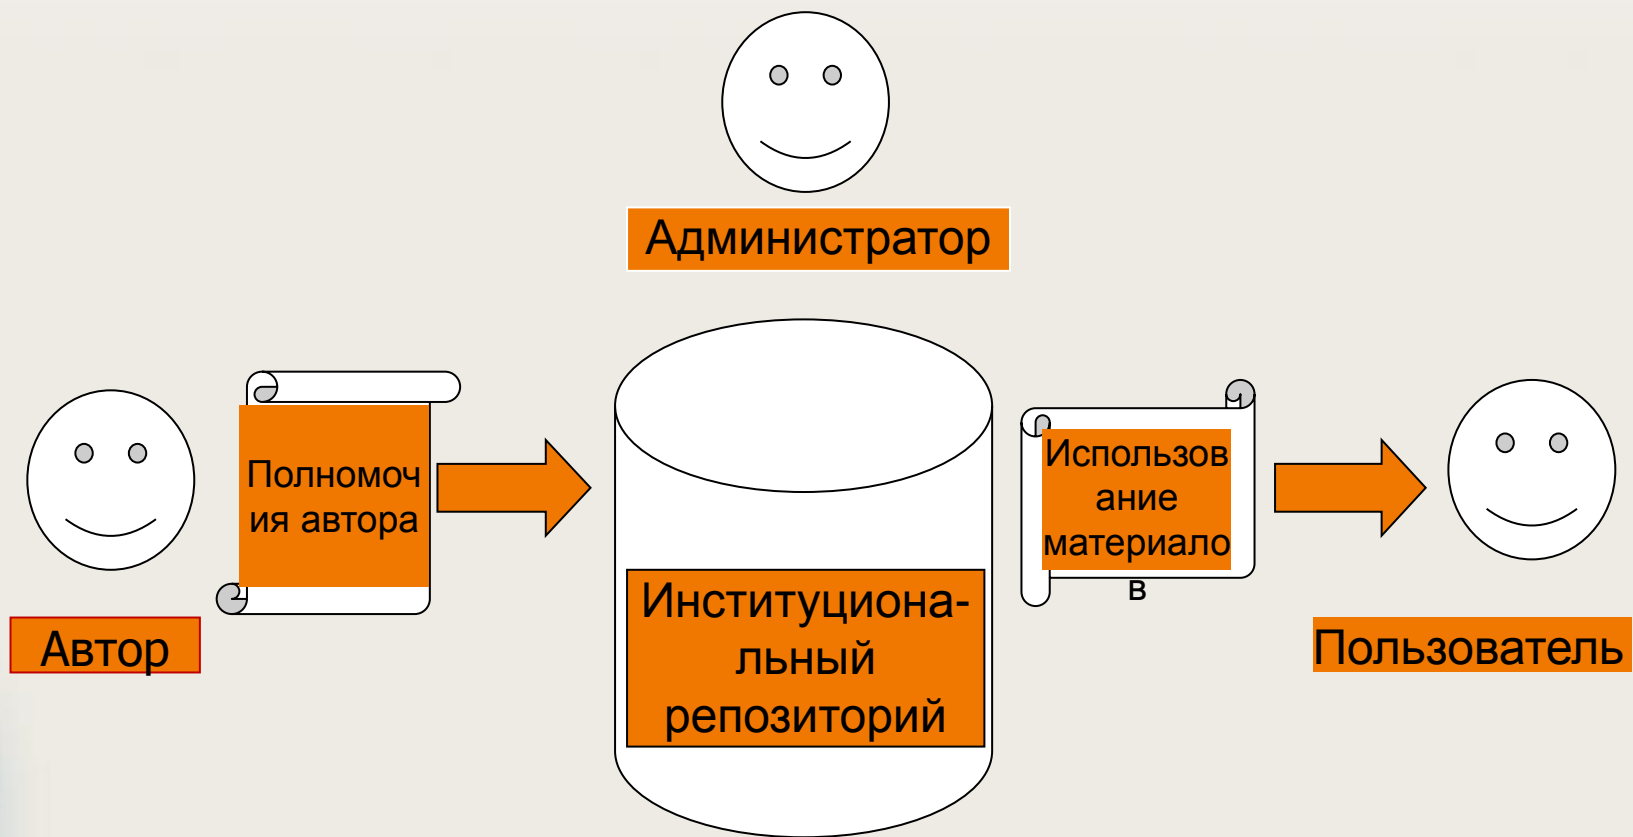 Администратор
Автор
Полномоч
ия автора
Институциона-
льный
репозиторий
Использов
ание
материало
в
Пользователь